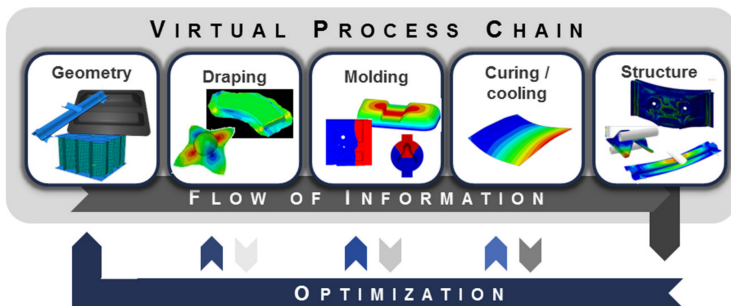 VIRTUAL PROCESS CHAIN
Geometry
Draping
Molding
Curing /
cooling
Structure
FLOW OF INFORMATION
OPTIMIZATION